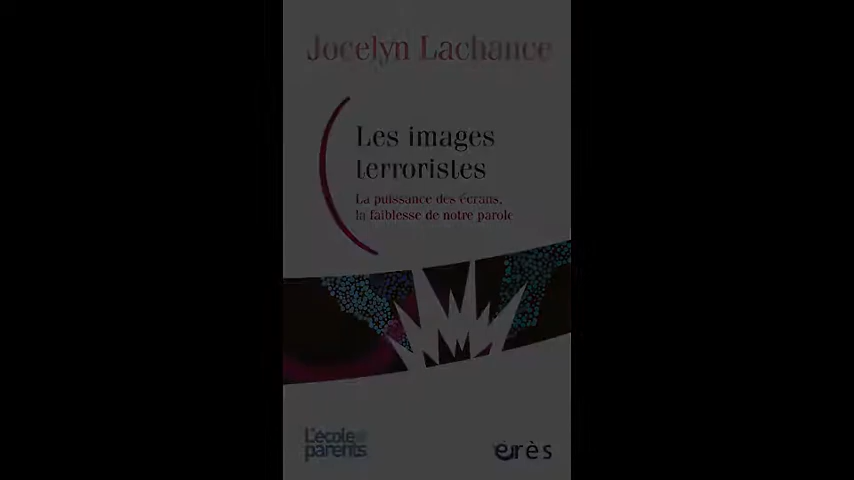 Jocelyn Lachance
Les images
terroristes
La puissance des écrans,
la faiblesse de notre parole
L'école
parents
érès